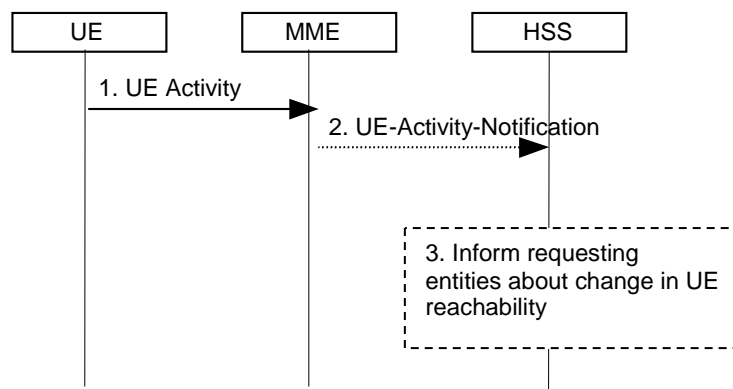 UE
MME
HSS
1. UE Activity
2. UE-Activity-Notification
3. Inform requesting
entities about change in UE
reachability